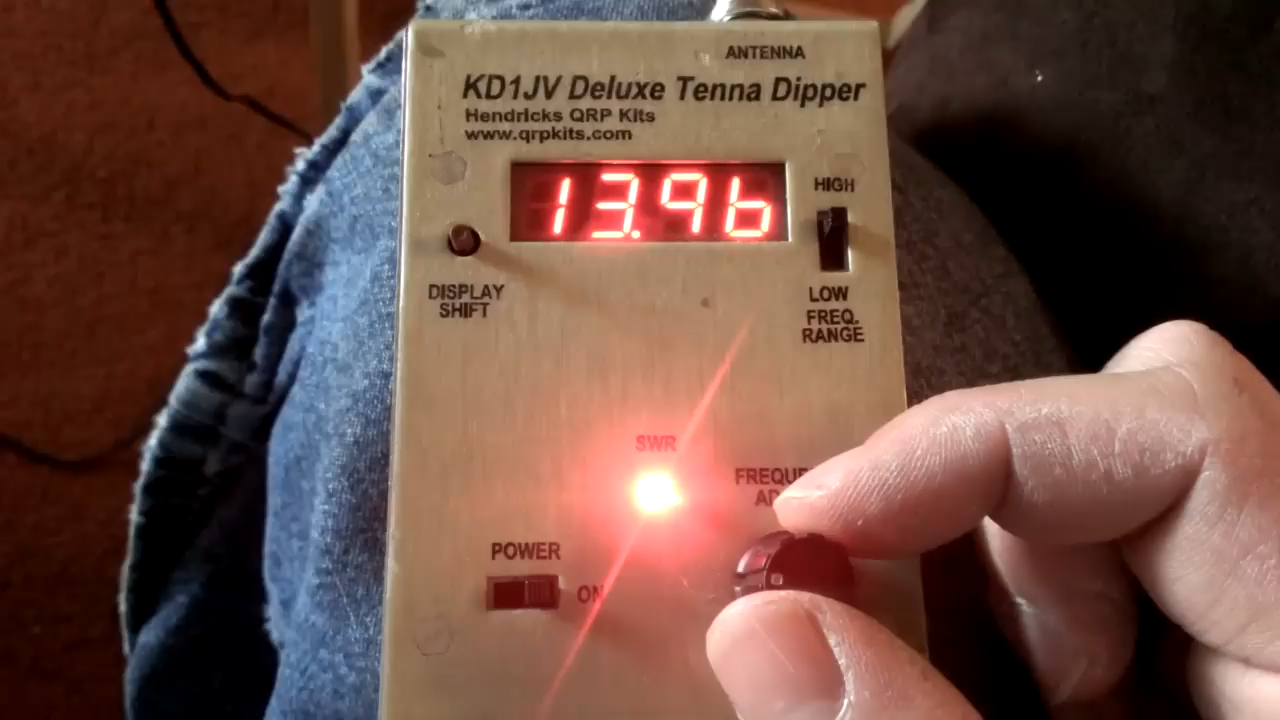 ANTENNA
KD1JV Deluxe Tenna Dipper
Hendricks QRP Kits
www.qrpkits.com
13.96
HIGH
DISPLAY
SHIFT
LOW
FREQ.
RANGE
SWR
POWER
ON